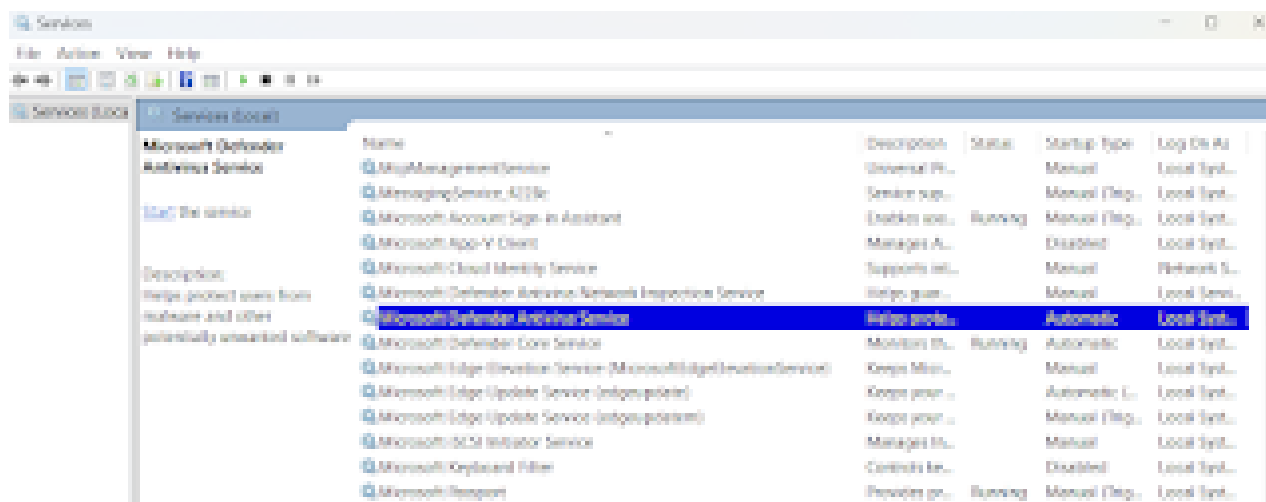 Services
File Action View Help
Services (Local
Services (Local)
Microsoft Defender
Antivirus Service
Start the service
Description:
Helps protect users from
malware and other
potentially unwanted software
Name Description Status Startup Type Log On As
Universal Pr... Manual Local Syst...
Service sup... Manual (Trig... Local Syst...
Microsoft Account Sign-in Assistant Enables use... Running Manual (Trig... Local Syst...
Microsoft App-V Client Manages A... Disabled Local Syst...
Microsoft Cloud Identity Service Supports int... Manual Network S...
Microsoft Defender Antivirus Network Inspection Service Helps guar... Manual Local Servi...
Microsoft Defender Antivirus Service Helps prote... Automatic Local Syst...
Microsoft Defender Core Service Monitors th... Running Automatic Local Syst...
Microsoft Edge Elevation Service (MicrosoftEdgeElevationService) Keeps Micr... Manual Local Syst...
Microsoft Edge Update Service (edgeupdate) Keeps your ... Automatic (... Local Syst...
Microsoft Edge Update Service (edgeupdatem) Keeps your ... Manual (Trig... Local Syst...
Microsoft iSCSI Initiator Service Manages In... Manual Local Syst...
Microsoft Keyboard Filter Controls ke... Disabled Local Syst...
Microsoft Passport Provides pr... Running Manual (Trig... Local Syst...